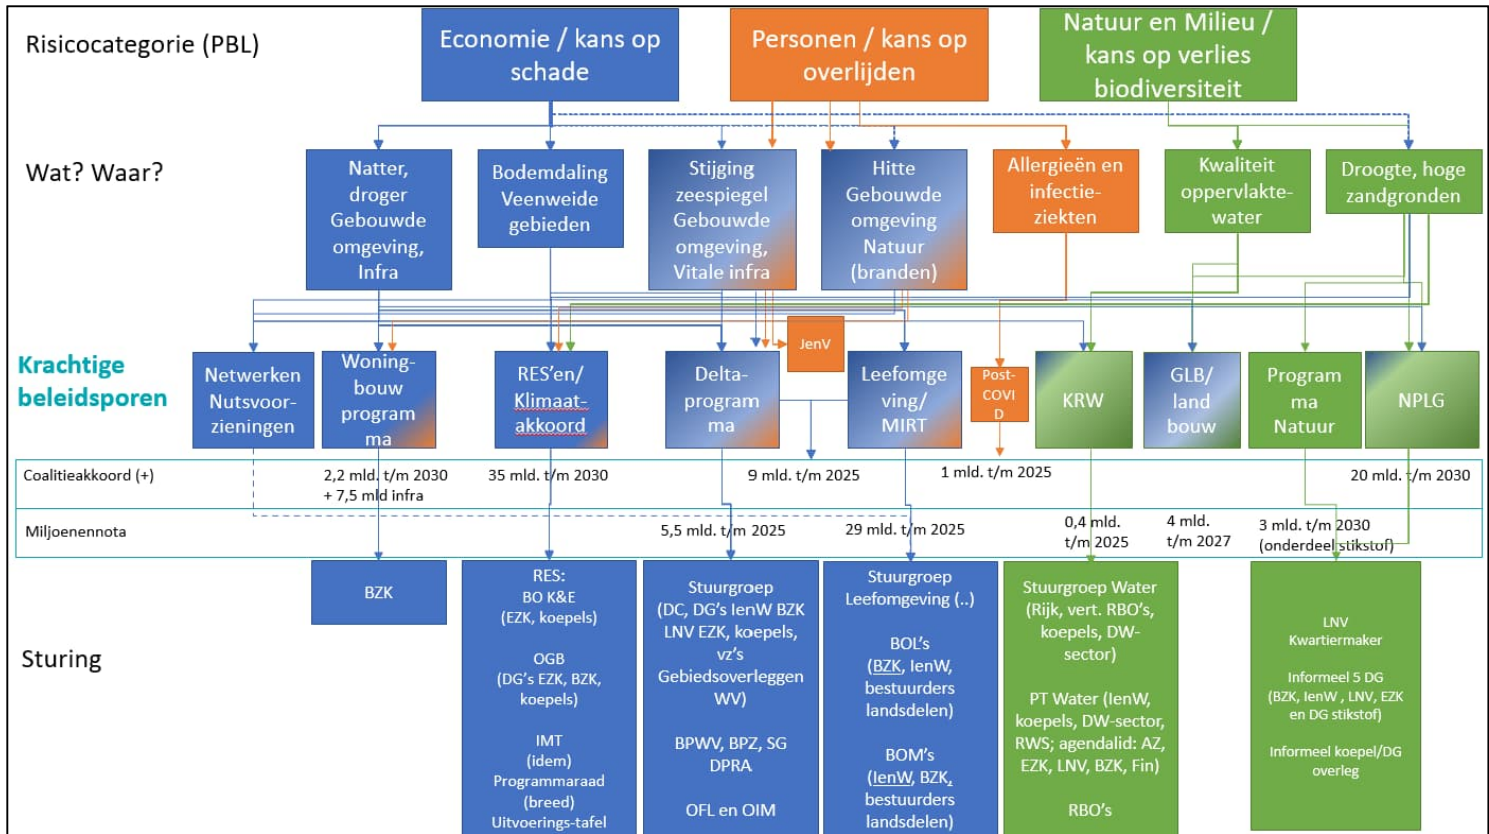 Risicocategorie (PBL)
Economie / kans op
schade
Personen / kans op
overlijden
Natuur en Milieu /
kans op verlies
biodiversiteit
Wat? Waar?
Natter,
droger
Gebouwde
omgeving,
Infra
Bodemdaling
Veenweide
gebieden
Stijging
zeespiegel
Gebouwde
omgeving,
Vitale infra
Hitte
Gebouwde
omgeving
Natuur
(branden)
Allergieën en
infectie-
ziekten
Kwaliteit
oppervlakte-
water
Droogte, hoge
zandgronden
Krachtige
beleidsporen
Netwerken
Nutsvoor-
zieningen
Woning-
bouw
program
ma
RES'en/
Klimaat-
akkoord
Delta-
program
ma
JenV
Leefomge
ving/
MIRT
Post-
COVI
D
KRW
GLB/
land
bouw
Program
ma
Natuur
NPLG
Coalitieakkoord (+)
2,2 mld. t/m 2030
+ 7,5 mld infra
35 mld. t/m 2030
9 mld. t/m 2025
1 mld. t/m 2025
20 mld. t/m 2030
Miljoenennota
5,5 mld. t/m 2025
29 mld. t/m 2025
0,4 mld.
t/m 2025
4 mld.
t/m 2027
3 mld. t/m 2030
(onderdeel stikstof)
Sturing
BZK
RES:
BO K&E
(EZK, koepels)
OGB
(DG's EZK, BZK,
koepels)
IMT
(idem)
Programmaraad
(breed)
Uitvoerings-tafel
Stuurgroep
(DC, DG's IenW BZK
LNV EZK, koepels,
vz's
Gebiedsoverleggen
WV)
BPWV, BPZ, SG
DPRA
OFL en OIM
Stuurgroep
Leefomgeving (..)
BOL's
(BZK, IenW,
bestuurders
landsdelen)
BOM's
(IenW, BZK,
bestuurders
landsdelen)
Stuurgroep Water
(Rijk, vert. RBO's,
koepels, DW-
sector)
PT Water (IenW,
koepels, DW-sector,
RWS; agendalid: AZ,
EZK, LNV, BZK, Fin)
RBO's
LNV
Kwartiermaker
Informeel 5 DG
(BZK, IenW , LNV, EZK
en DG stikstof)
Informeel koepel/DG
overleg